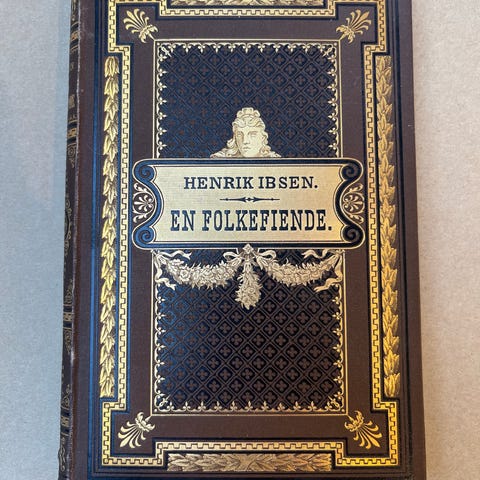 HENRIK IBSEN.
EN FOLKEFIENDE.